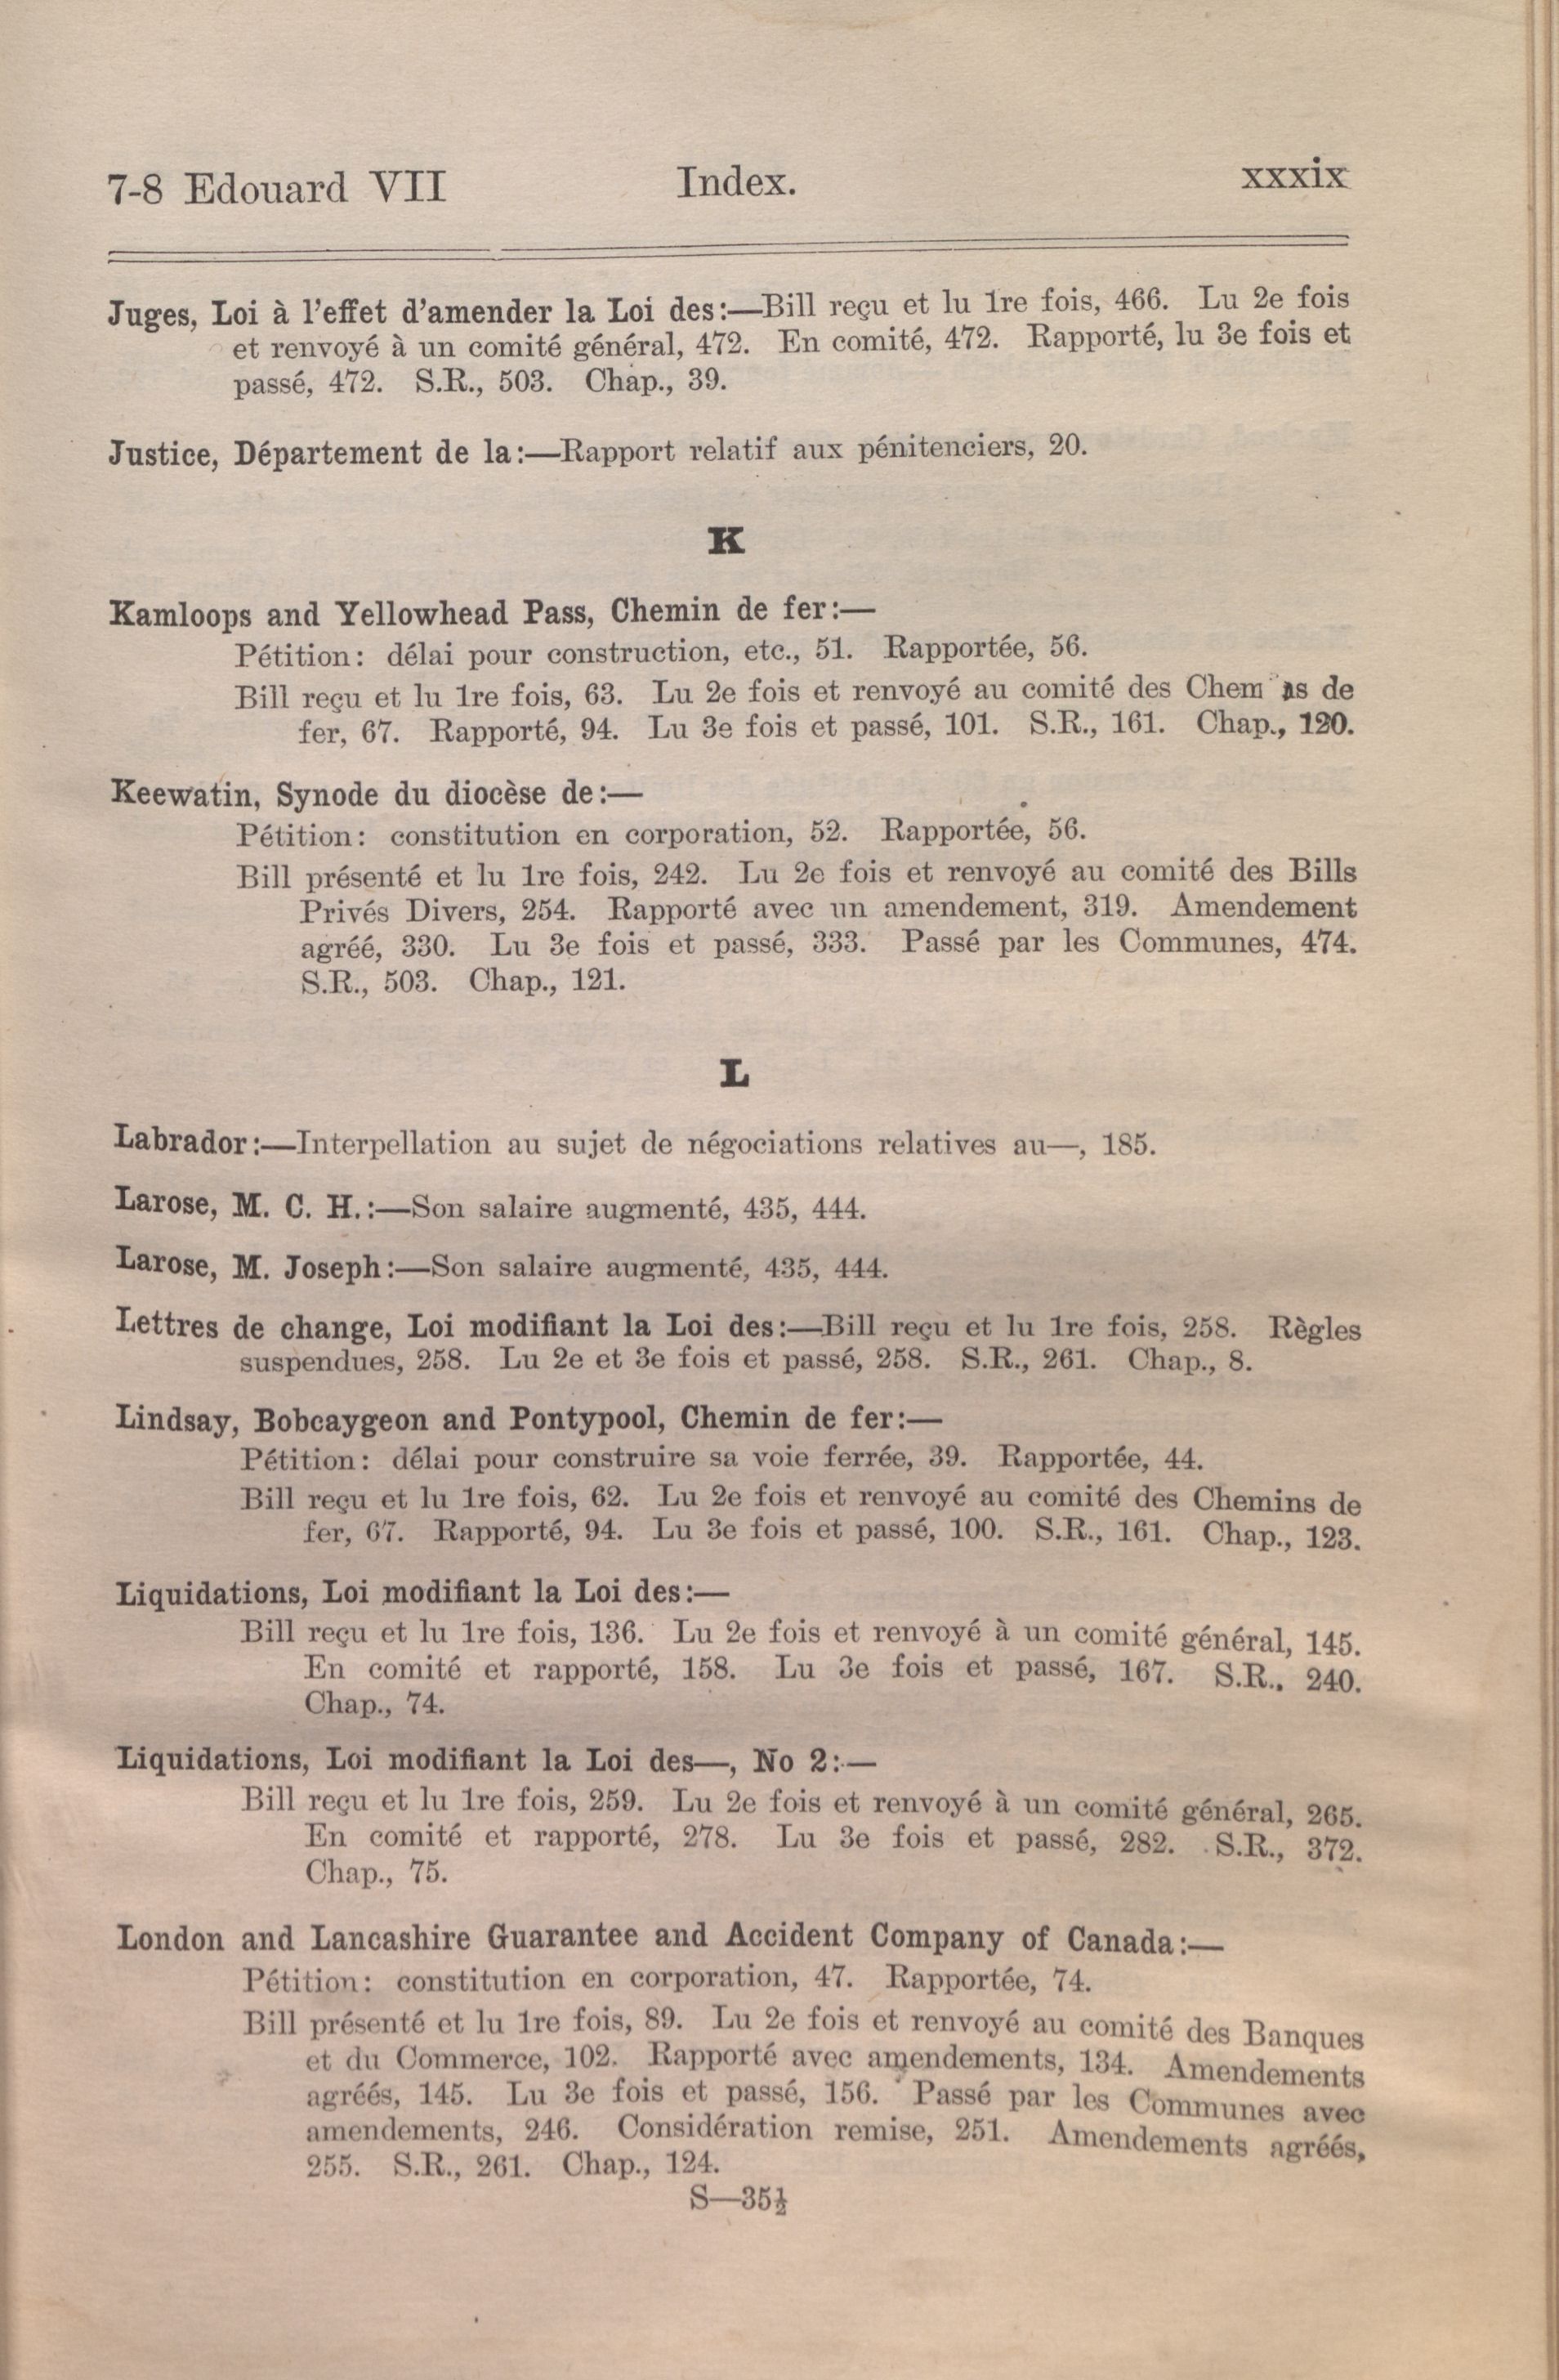 7-8 Edouard VII Index. xxxix
Juges, Loi à l'effet d'amender la Loi des:—Bill reçu et lu 1re fois, 466. Lu 2e fois
et renvoyé à un comité général, 472. En comité, 472. Rapporté, lu 3e fois et
passé, 472. S.R., 503. Chap., 39.
Justice, Département de la:—Rapport relatif aux pénitenciers, 20.
K
Kamloops and Yellowhead Pass, Chemin de fer:—
Pétition: délai pour construction, etc., 51. Rapportée, 56.
Bill reçu et lu 1re fois, 63. Lu 2e fois et renvoyé au comité des Chem ns de
fer, 67. Rapporté, 94. Lu 3e fois et passé, 101. S.R., 161. Chap., 120.
Keewatin, Synode du diocèse de:—
Pétition: constitution en corporation, 52. Rapportée, 56.
Bill présenté et lu 1re fois, 242. Lu 2e fois et renvoyé au comité des Bills
Privés Divers, 254. Rapporté avec un amendement, 319. Amendement
agréé, 330. Lu 3e fois et passé, 333. Passé par les Communes, 474.
S.R., 503. Chap., 121.
L
Labrador:—Interpellation au sujet de négociations relatives au—, 185.
Larose, M. C. H.:—Son salaire augmenté, 435, 444.
Larose, M. Joseph:—Son salaire augmenté, 435, 444.
Lettres de change, Loi modifiant la Loi des:—Bill reçu et lu 1re fois, 258. Règles
suspendues, 258. Lu 2e et 3e fois et passé, 258. S.R., 261. Chap., 8.
Lindsay, Bobcaygeon and Pontypool, Chemin de fer:—
Pétition: délai pour construire sa voie ferrée, 39. Rapportée, 44.
Bill reçu et lu 1re fois, 62. Lu 2e fois et renvoyé au comité des Chemins de
fer, 67. Rapporté, 94. Lu 3e fois et passé, 100. S.R., 161. Chap., 123.
Liquidations, Loi modifiant la Loi des:—
Bill reçu et lu 1re fois, 136. Lu 2e fois et renvoyé à un comité général, 145.
En comité et rapporté, 158. Lu 3e fois et passé, 167. S.R., 240.
Chap., 74.
Liquidations, Loi modifiant la Loi des—, No 2:—
Bill reçu et lu 1re fois, 259. Lu 2e fois et renvoyé à un comité général, 265.
En comité et rapporté, 278. Lu 3e fois et passé, 282. S.R., 372.
Chap., 75.
London and Lancashire Guarantee and Accident Company of Canada:—
Pétition: constitution en corporation, 47. Rapportée, 74.
Bill présenté et lu 1re fois, 89. Lu 2e fois et renvoyé au comité des Banques
et du Commerce, 102. Rapporté avec amendements, 134. Amendements
agréés, 145. Lu 3e fois et passé, 156. Passé par les Communes avec
amendements, 246. Considération remise, 251. Amendements agréés,
255. S.R., 261. Chap., 124.
S—35½